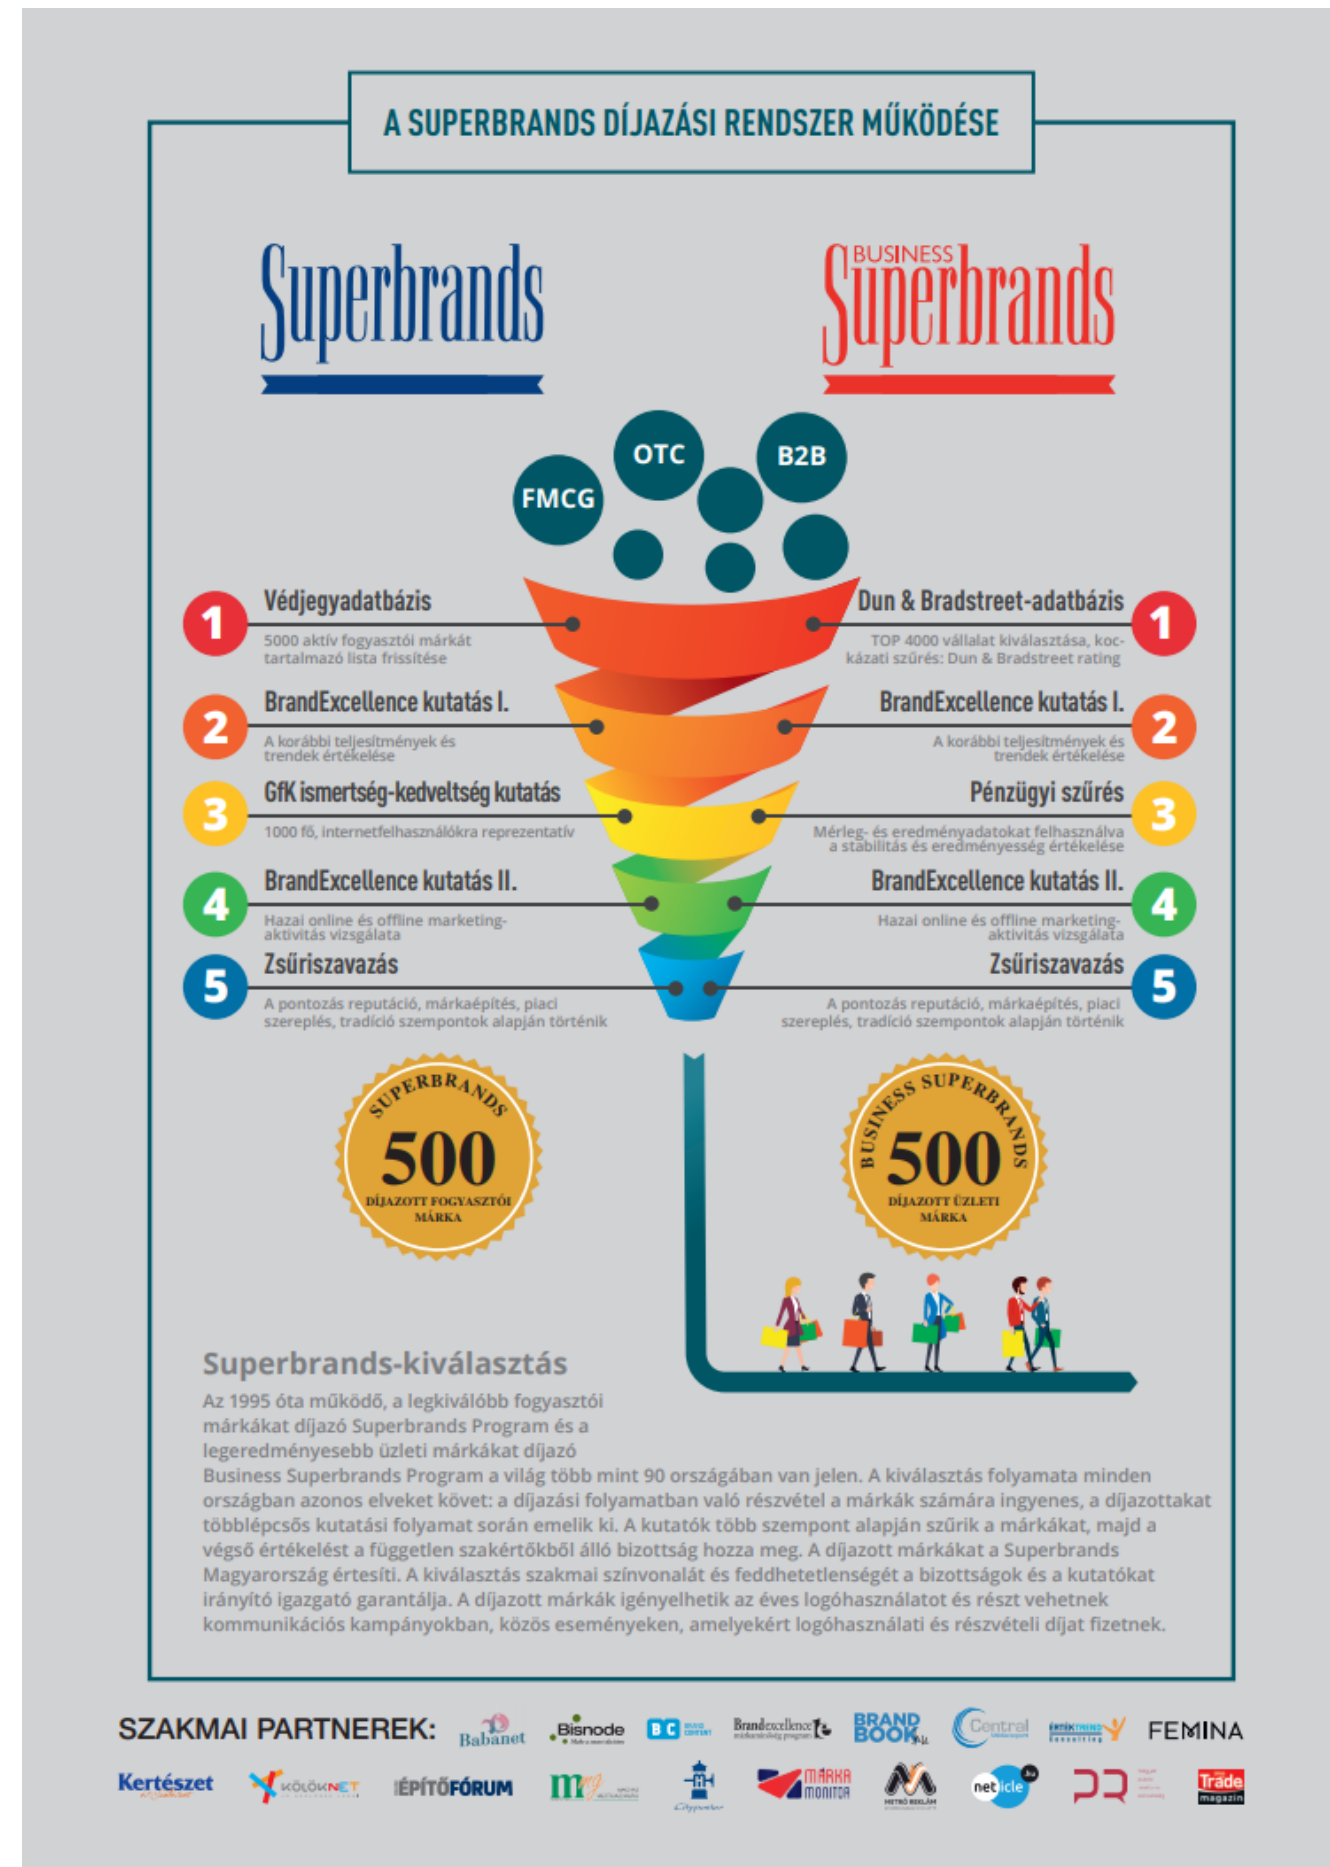 A SUPERBRANDS DÍJAZÁSI RENDSZER MŰKÖDÉSE
Superbrands
BUSINESS
Superbrands
OTC
B2B
FMCG
1
Védjegyadatbázis
5000 aktív fogyasztói márkát
tartalmazó lista frissítése
Dun & Bradstreet-adatbázis
TOP 4000 vállalat kiválasztása, koc-
kázati szűrés: Dun & Bradstreet rating
1
2
BrandExcellence kutatás I.
A korábbi teljesítmények és
trendek értékelése
BrandExcellence kutatás I.
A korábbi teljesítmények és
trendek értékelése
2
3
GfK ismertség-kedveltség kutatás
1000 fő, internetfelhasználókra reprezentatív
Pénzügyi szűrés
Mérleg- és eredményadatokat felhasználva
a stabilitás és eredményesség értékelése
3
4
BrandExcellence kutatás II.
Hazai online és offline marketing-
aktivitás vizsgálata
BrandExcellence kutatás II.
Hazai online és offline marketing-
aktivitás vizsgálata
4
5
Zsűriszavazás
A pontozás reputáció, márkaépítés, piaci
szereplés, tradíció szempontok alapján történik
Zsűriszavazás
A pontozás reputáció, márkaépítés, piaci
szereplés, tradíció szempontok alapján történik
5
SUPERBRANDS
500
DÍJAZOTT FOGYASZTÓI
MÁRKA
BUSINESS SUPERBRANDS
500
DÍJAZOTT ÜZLETI
MÁRKA
Superbrands-kiválasztás
Az 1995 óta működő, a legkiválóbb fogyasztói
márkákat díjazó Superbrands Program és a
legeredményesebb üzleti márkákat díjazó
Business Superbrands Program a világ több mint 90 országában van jelen. A kiválasztás folyamata minden
országban azonos elveket követ: a díjazási folyamatban való részvétel a márkák számára ingyenes, a díjazottakat
többlépcsős kutatási folyamat során emelik ki. A kutatók több szempont alapján szűrik a márkákat, majd a
végső értékelést a független szakértőkből álló bizottság hozza meg. A díjazott márkákat a Superbrands
Magyarország értesíti. A kiválasztás szakmai színvonalát és feddhetetlenségét a bizottságok és a kutatókat
irányító igazgató garantálja. A díjazott márkák igényelhetik az éves logóhasználatot és részt vehetnek
kommunikációs kampányokban, közös eseményeken, amelyekért logóhasználati és részvételi díjat fizetnek.
SZAKMAI PARTNEREK:
Babanet
Bisnode
BC BRAND CONTENT
Brandexcellence
BRAND BOOK
Central
ÉRTÉKTREND Consulting
FEMINA
Kertészet
KÖLÖKNET
ÉPÍTŐFÓRUM
mrg
Cityposter
MÁRKA MONITOR
METRÓ REKLÁM
neticle .hu
PR
Trade magazin